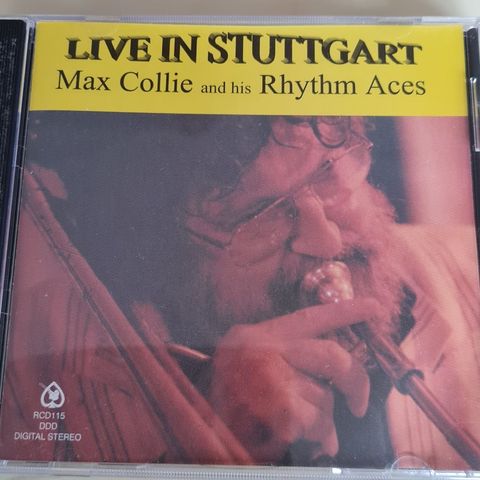 LIVE IN STUTTGART
Max Collie and his Rhythm Aces
RCD115
DDD
DIGITAL STEREO